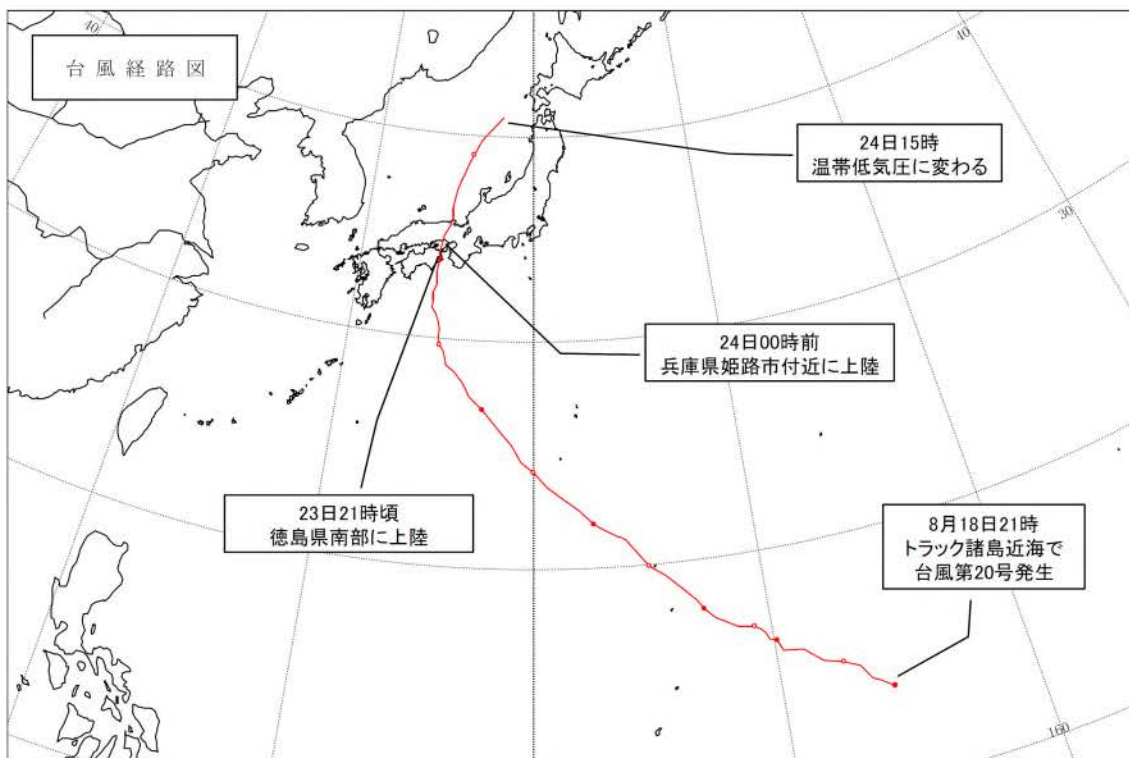 台風経路図
40
40
30
160
24日15時
温帯低気圧に変わる
24日00時前
兵庫県姫路市付近に上陸
23日21時頃
徳島県南部に上陸
8月18日21時
トラック諸島近海で
台風第20号発生